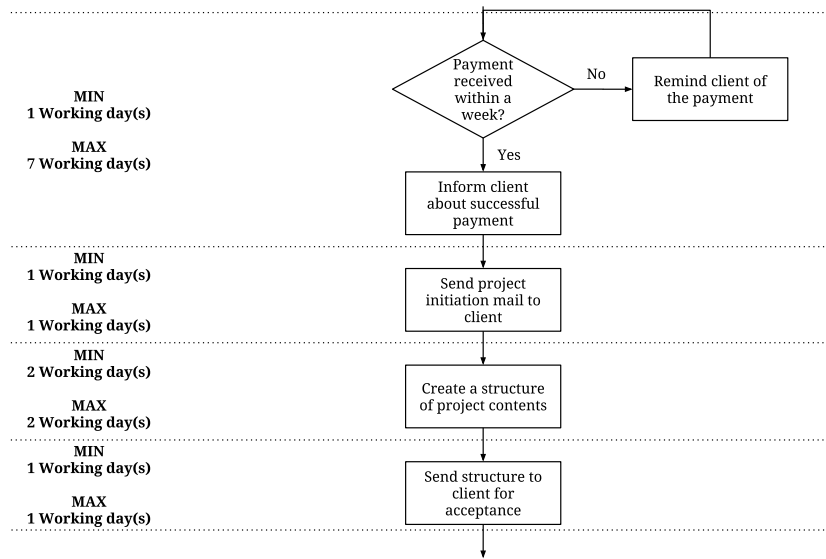 MIN
1 Working day(s)
MAX
7 Working day(s)
Payment
received
within a
week?
No
Remind client of
the payment
Yes
Inform client
about successful
payment
MIN
1 Working day(s)
MAX
1 Working day(s)
Send project
initiation mail to
client
MIN
2 Working day(s)
MAX
2 Working day(s)
Create a structure
of project contents
MIN
1 Working day(s)
MAX
1 Working day(s)
Send structure to
client for
acceptance